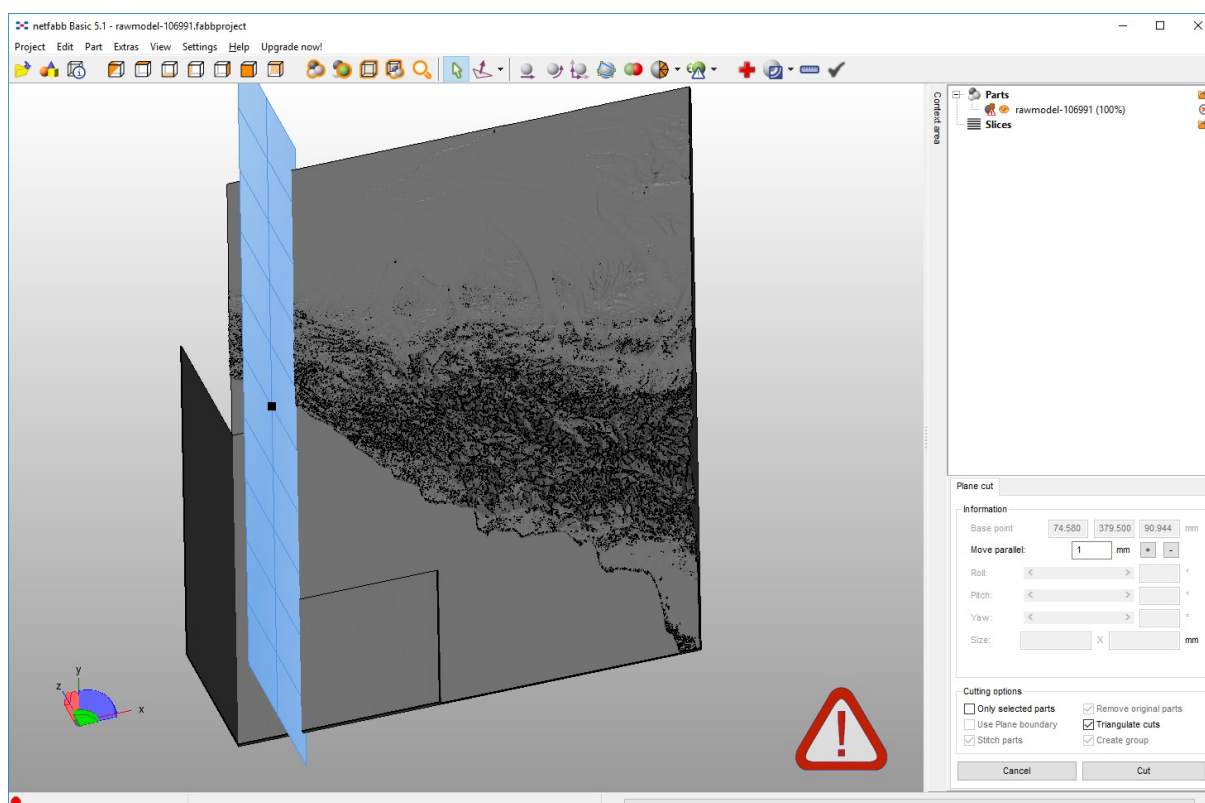 netfabb Basic 5.1 - rawmodel-106991.fabbproject
Project Edit Part Extras View Settings Help Upgrade now!
Context area
Parts
rawmodel-106991 (100%)
Slices
y
z
x
Plane cut
Information
Base point 74.580 379.500 90.944 mm
Move parallel: 1 mm + -
Roll: < > °
Pitch: < > °
Yaw: < > °
Size: X mm
Cutting options
Only selected parts Remove original parts
Use Plane boundary Triangulate cuts
Stitch parts Create group
Cancel Cut